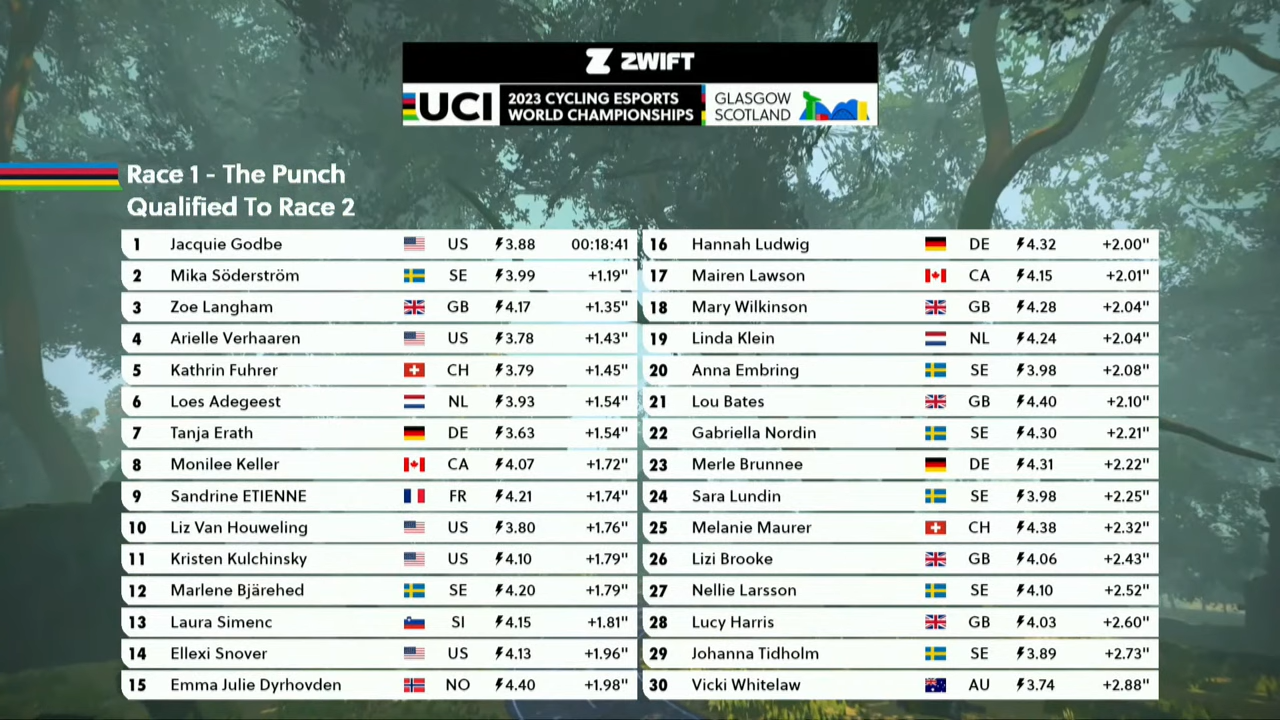 ZWIFT
UCI 2023 CYCLING ESPORTS WORLD CHAMPIONSHIPS GLASGOW SCOTLAND
Race 1 - The Punch
Qualified To Race 2
1 Jacquie Godbe US 3.88 00:18:41
2 Mika Söderström SE 3.99 +1.19"
3 Zoe Langham GB 4.17 +1.35"
4 Arielle Verhaaren US 3.78 +1.43"
5 Kathrin Fuhrer CH 3.79 +1.45"
6 Loes Adegeest NL 3.93 +1.54"
7 Tanja Erath DE 3.63 +1.54"
8 Monilee Keller CA 4.07 +1.72"
9 Sandrine ETIENNE FR 4.21 +1.74"
10 Liz Van Houweling US 3.80 +1.76"
11 Kristen Kulchinsky US 4.10 +1.79"
12 Marlene Bjärehed SE 4.20 +1.79"
13 Laura Simenc SI 4.15 +1.81"
14 Ellexi Snover US 4.13 +1.96"
15 Emma Julie Dyrhovden NO 4.40 +1.98"
16 Hannah Ludwig DE 4.32 +2.00"
17 Mairen Lawson CA 4.15 +2.01"
18 Mary Wilkinson GB 4.28 +2.04"
19 Linda Klein NL 4.24 +2.04"
20 Anna Embring SE 3.98 +2.08"
21 Lou Bates GB 4.40 +2.10"
22 Gabriella Nordin SE 4.30 +2.21"
23 Merle Brunnee DE 4.31 +2.22"
24 Sara Lundin SE 3.98 +2.25"
25 Melanie Maurer CH 4.38 +2.32"
26 Lizi Brooke GB 4.06 +2.43"
27 Nellie Larsson SE 4.10 +2.52"
28 Lucy Harris GB 4.03 +2.60"
29 Johanna Tidholm SE 3.89 +2.73"
30 Vicki Whitelaw AU 3.74 +2.88"